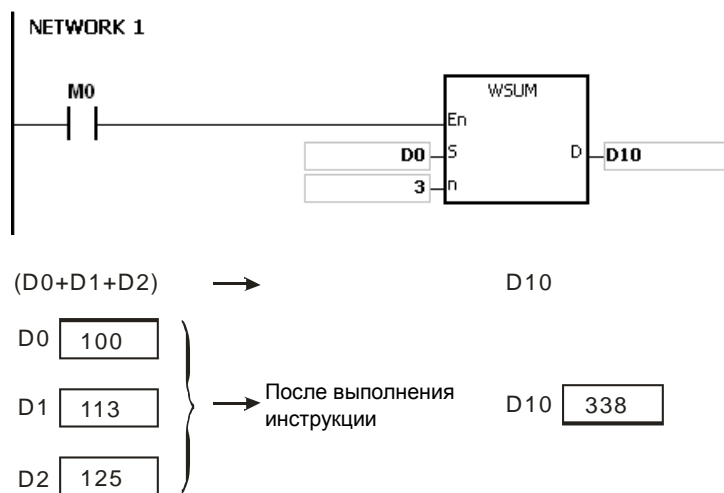 NETWORK 1
M0
WSUM
En
D0 S D D10
3 n
(D0+D1+D2) D10
D0 100
D1 113 После выполнения инструкции D10 338
D2 125